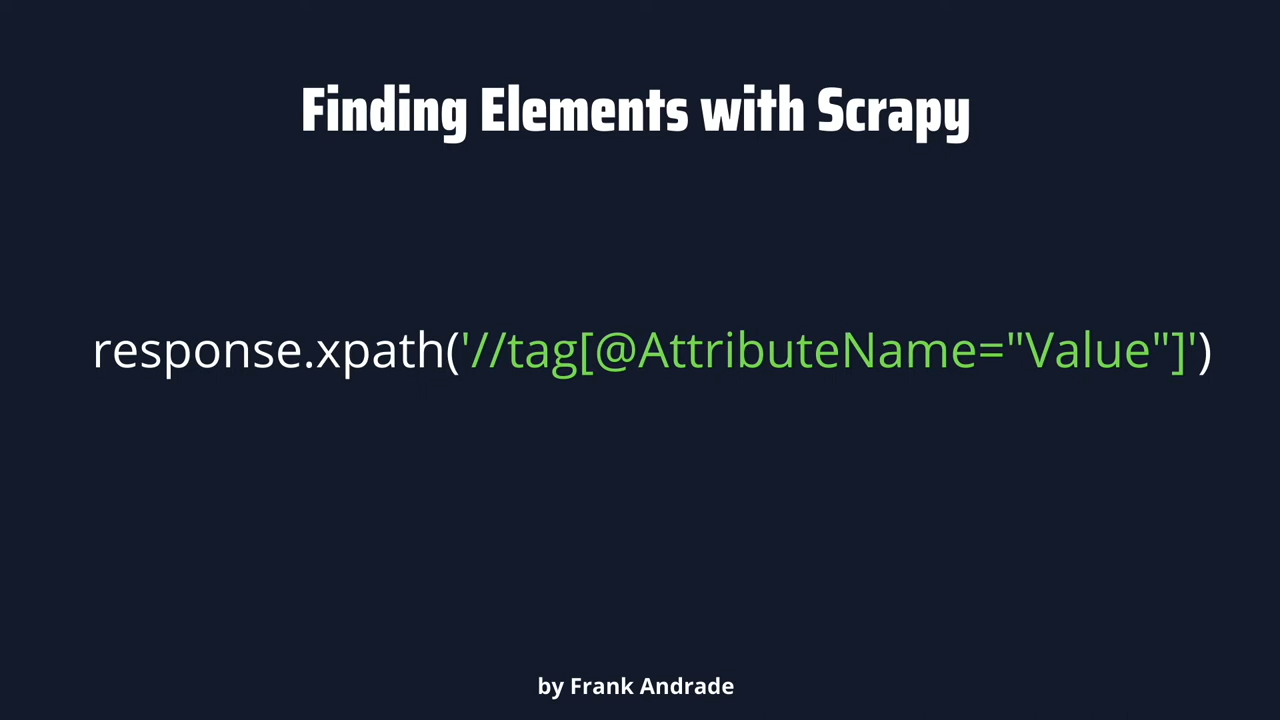 Finding Elements with Scrapy
response.xpath('//tag[@AttributeName="Value"]')
by Frank Andrade